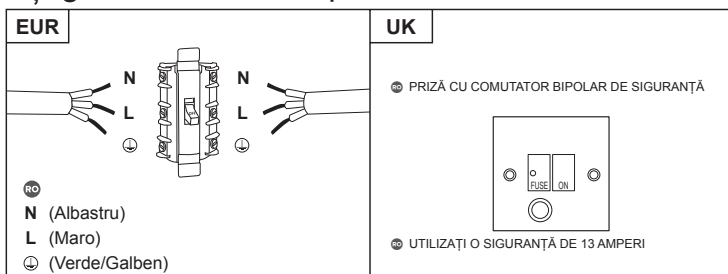 EUR
N
L
N
L
OFF
RO
N (Albastru)
L (Maro)
(Verde/Galben)
UK
RO PRIZĂ CU COMUTATOR BIPOLAR DE SIGURANȚĂ
FUSE ON
RO UTILIZAȚI O SIGURANȚĂ DE 13 AMPERI